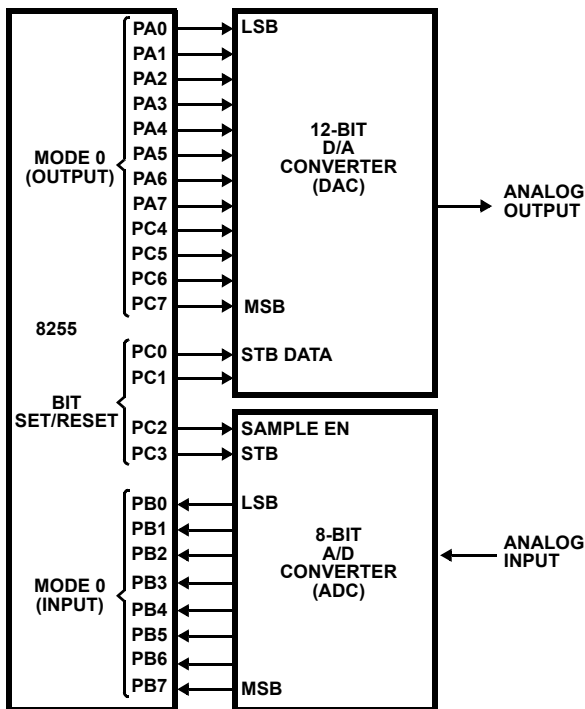 8255
MODE 0
(OUTPUT)
PA0
PA1
PA2
PA3
PA4
PA5
PA6
PA7
PC4
PC5
PC6
PC7
LSB
MSB
12-BIT
D/A
CONVERTER
(DAC)
ANALOG
OUTPUT
BIT
SET/RESET
PC0
PC1
PC2
PC3
STB DATA
SAMPLE EN
STB
MODE 0
(INPUT)
PB0
PB1
PB2
PB3
PB4
PB5
PB6
PB7
LSB
MSB
8-BIT
A/D
CONVERTER
(ADC)
ANALOG
INPUT